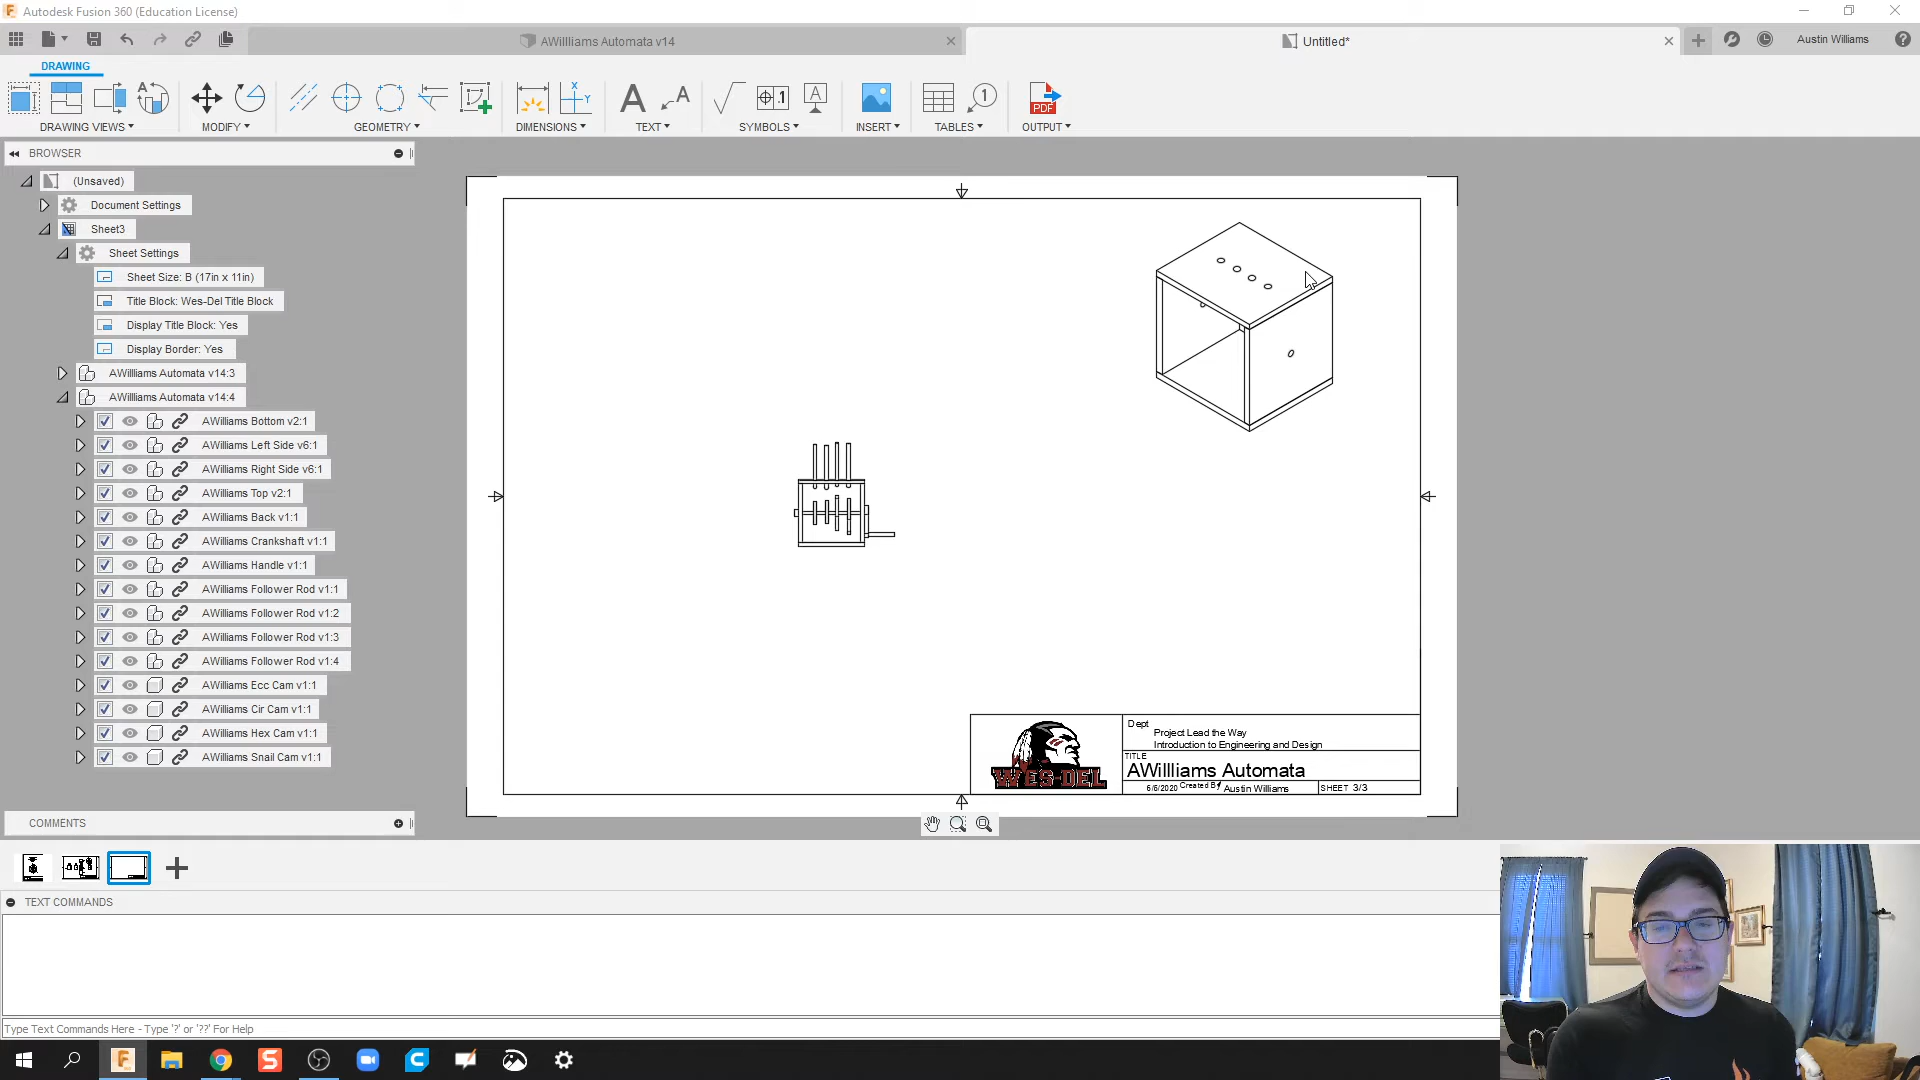 Autodesk Fusion 360 (Education License)
AWillliams Automata v14
Untitled*
Austin Williams
DRAWING
DRAWING VIEWS
MODIFY
GEOMETRY
DIMENSIONS
TEXT
SYMBOLS
INSERT
TABLES
OUTPUT
BROWSER
(Unsaved)
Document Settings
Sheet3
Sheet Settings
Sheet Size: B (17in x 11in)
Title Block: Wes-Del Title Block
Display Title Block: Yes
Display Border: Yes
AWillliams Automata v14:3
AWillliams Automata v14:4
AWilliams Bottom v2:1
AWilliams Left Side v6:1
AWilliams Right Side v6:1
AWilliams Top v2:1
AWilliams Back v1:1
AWilliams Crankshaft v1:1
AWilliams Handle v1:1
AWilliams Follower Rod v1:1
AWilliams Follower Rod v1:2
AWilliams Follower Rod v1:3
AWilliams Follower Rod v1:4
AWilliams Ecc Cam v1:1
AWilliams Cir Cam v1:1
AWilliams Hex Cam v1:1
AWilliams Snail Cam v1:1
WES-DEL
Dept
Project Lead the Way
Introduction to Engineering and Design
TITLE
AWillliams Automata
6/6/2020 Created By Austin Williams
SHEET 3/3
COMMENTS
TEXT COMMANDS
Type Text Commands Here - Type '?' or '??' For Help